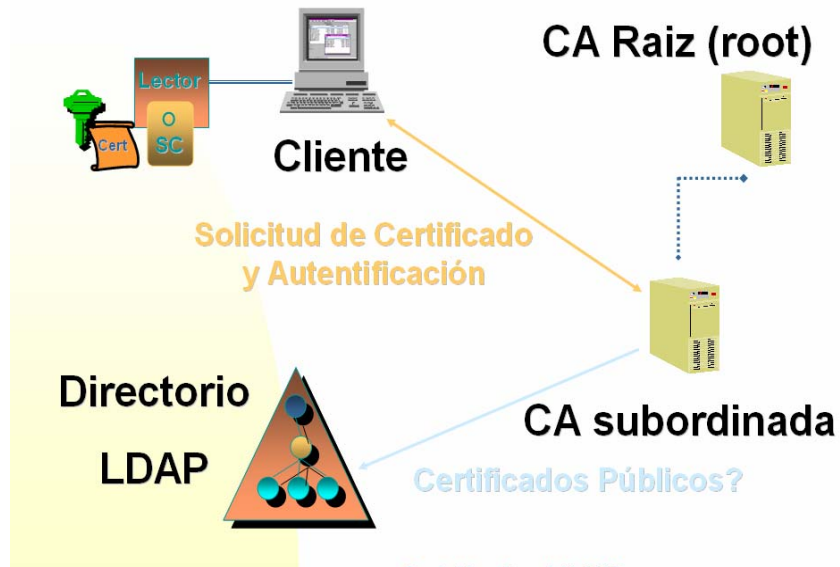 CA Raiz (root)
Lector
O
SC
Cert
Cliente
Solicitud de Certificado
y Autentificación
Directorio
LDAP
CA subordinada
Certificados Públicos?